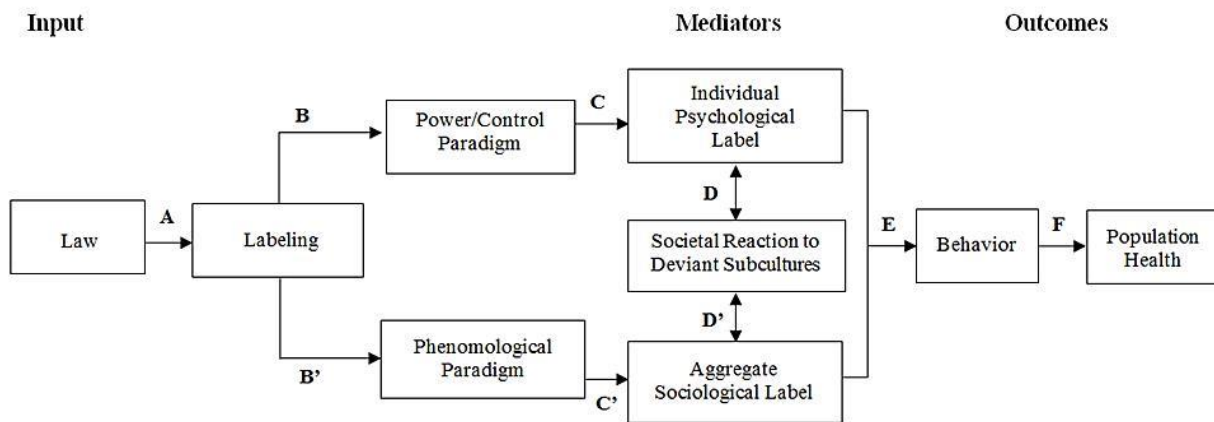 Input
Mediators
Outcomes
B
Power/Control
Paradigm
C
Individual
Psychological
Label
A
Law
Labeling
D
Societal Reaction to
Deviant Subcultures
E
Behavior
F
Population
Health
D’
B’
Phenomological
Paradigm
C’
Aggregate
Sociological Label